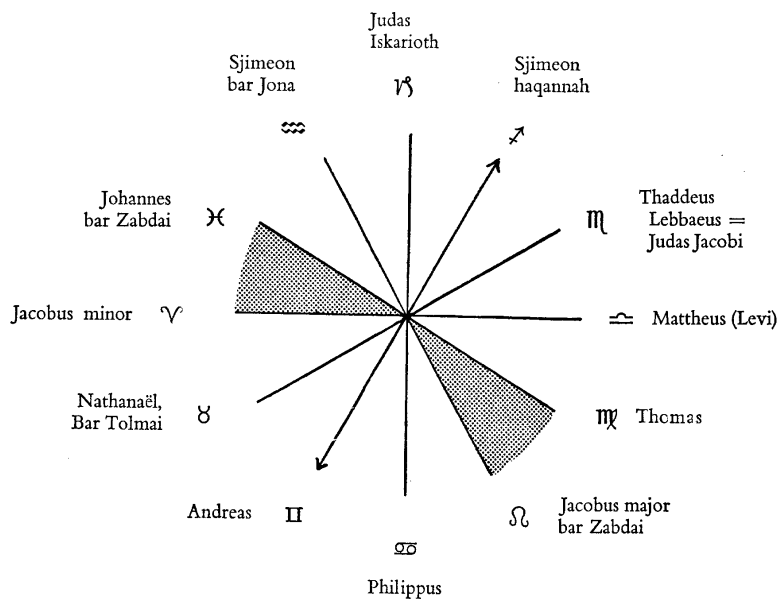 Judas
Iskarioth
Sjimeon
bar Jona
♑
Sjimeon
haqannah
♒
♐
Johannes
bar Zabdai
♓
♏
Thaddeus
Lebbaeus =
Judas Jacobi
Jacobus minor ♈
♎ Mattheus (Levi)
Nathanaël,
Bar Tolmai
♉
♍ Thomas
Andreas ♊
♌
Jacobus major
bar Zabdai
♋
Philippus